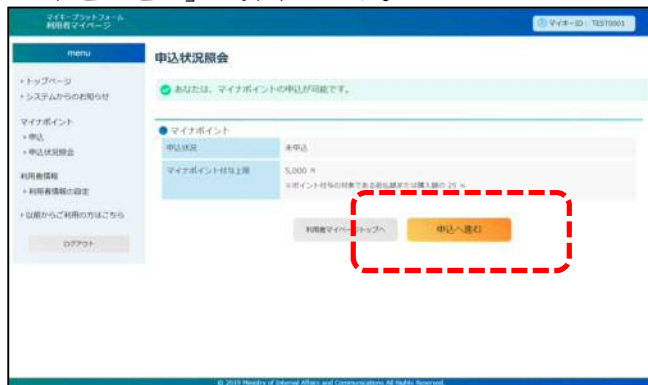 マイキープラットフォーム
利用者マイページ
マイキーID: TEST0001
menu
トップページ
システムからのお知らせ
マイナポイント
申込
申込状況照会
利用者情報
利用者情報の設定
以前からご利用の方はこちら
ログアウト
申込状況照会
あなたは、マイナポイントの申込が可能です。
マイナポイント
申込状況 未申込
マイナポイント付与上限 5,000
※ポイント付与の対象である前払額または購入額の 25 %
利用者マイページトップへ
申込へ進む
© 2019 Ministry of Internal Affairs and Communications All Rights Reserved.